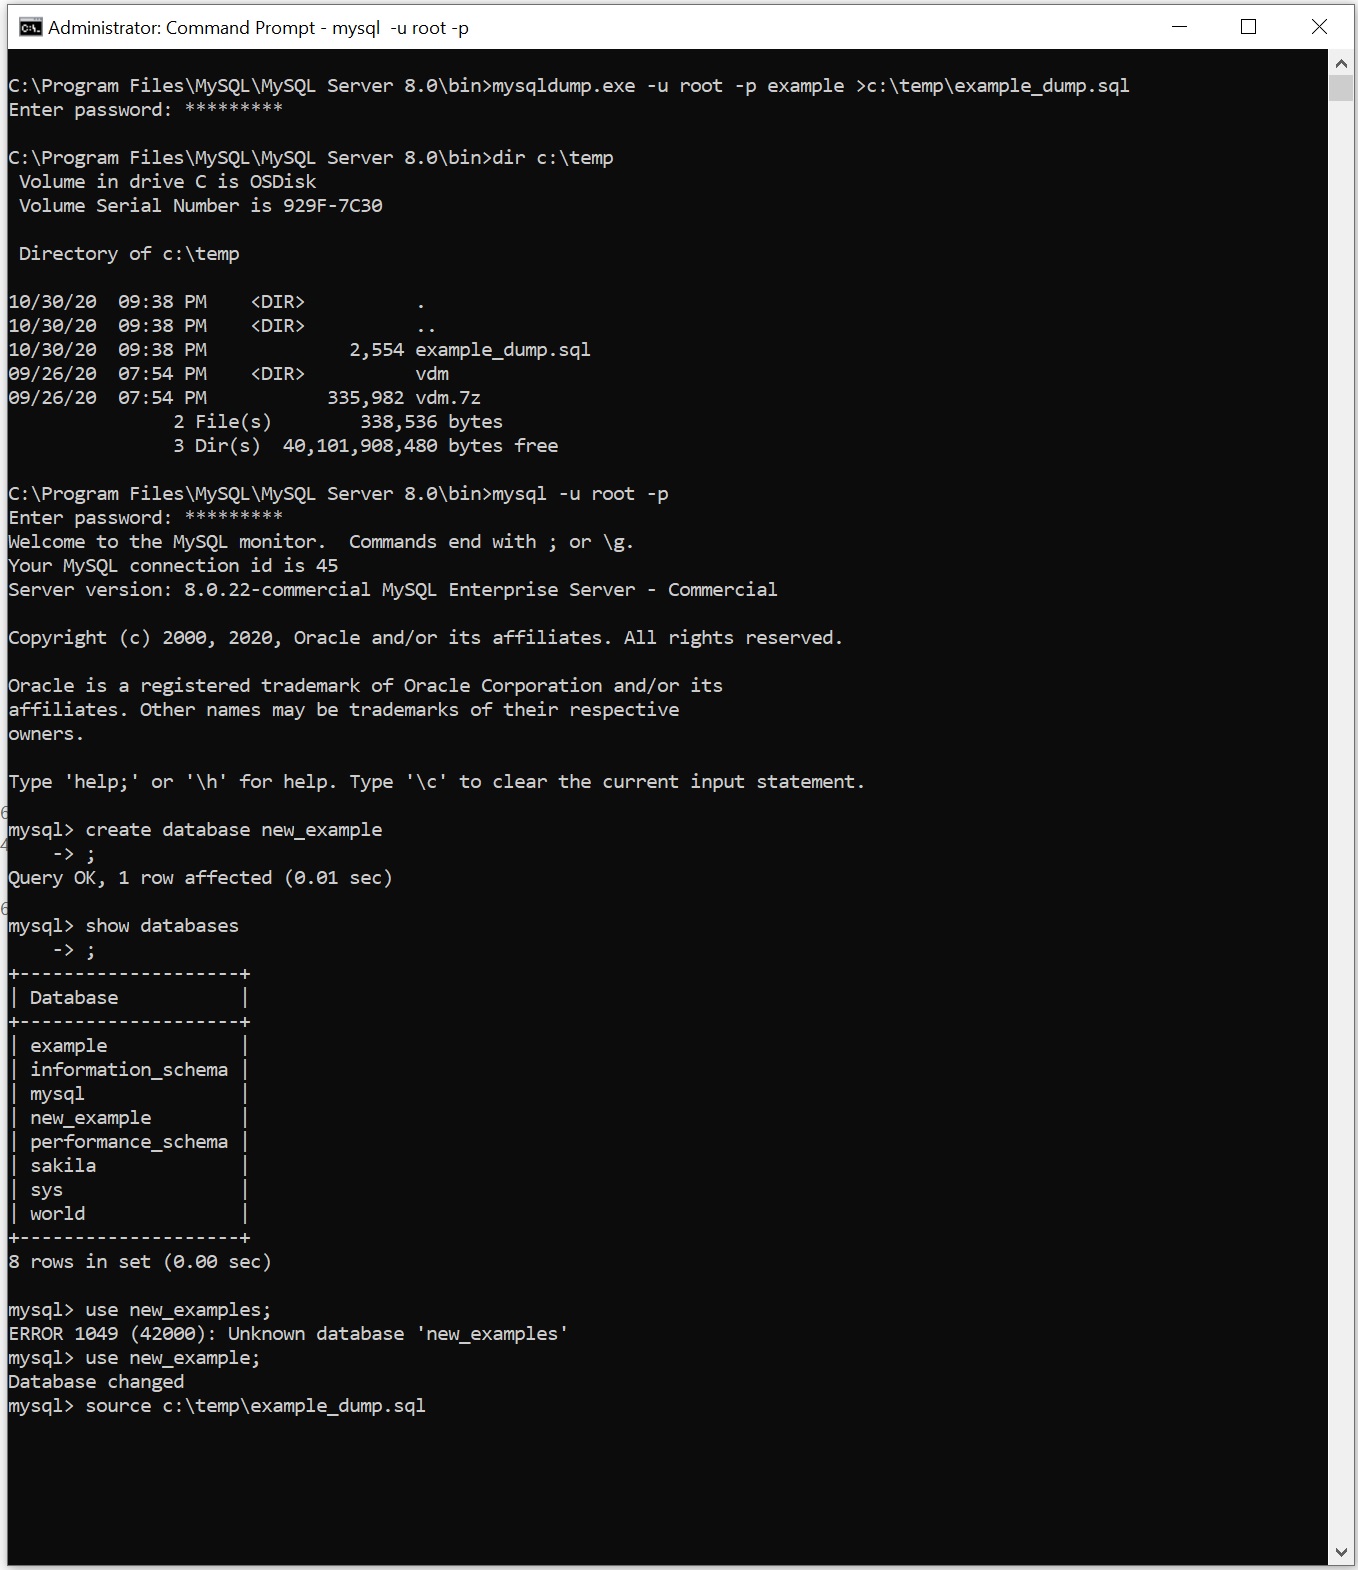 Administrator: Command Prompt - mysql  -u root -p
C:\Program Files\MySQL\MySQL Server 8.0\bin>mysqldump.exe -u root -p example >c:\temp\example_dump.sql
Enter password: *********
C:\Program Files\MySQL\MySQL Server 8.0\bin>dir c:\temp
 Volume in drive C is OSDisk
 Volume Serial Number is 929F-7C30
 Directory of c:\temp
10/30/20  09:38 PM    <DIR>          .
10/30/20  09:38 PM    <DIR>          ..
10/30/20  09:38 PM             2,554 example_dump.sql
09/26/20  07:54 PM    <DIR>          vdm
09/26/20  07:54 PM           335,982 vdm.7z
               2 File(s)        338,536 bytes
               3 Dir(s)  40,101,908,480 bytes free
C:\Program Files\MySQL\MySQL Server 8.0\bin>mysql -u root -p
Enter password: *********
Welcome to the MySQL monitor.  Commands end with ; or \g.
Your MySQL connection id is 45
Server version: 8.0.22-commercial MySQL Enterprise Server - Commercial
Copyright (c) 2000, 2020, Oracle and/or its affiliates. All rights reserved.
Oracle is a registered trademark of Oracle Corporation and/or its
affiliates. Other names may be trademarks of their respective
owners.
Type 'help;' or '\h' for help. Type '\c' to clear the current input statement.
mysql> create database new_example
    -> ;
Query OK, 1 row affected (0.01 sec)
mysql> show databases
    -> ;
+--------------------+
| Database           |
+--------------------+
| example            |
| information_schema |
| mysql              |
| new_example        |
| performance_schema |
| sakila             |
| sys                |
| world              |
+--------------------+
8 rows in set (0.00 sec)
mysql> use new_examples;
ERROR 1049 (42000): Unknown database 'new_examples'
mysql> use new_example;
Database changed
mysql> source c:\temp\example_dump.sql